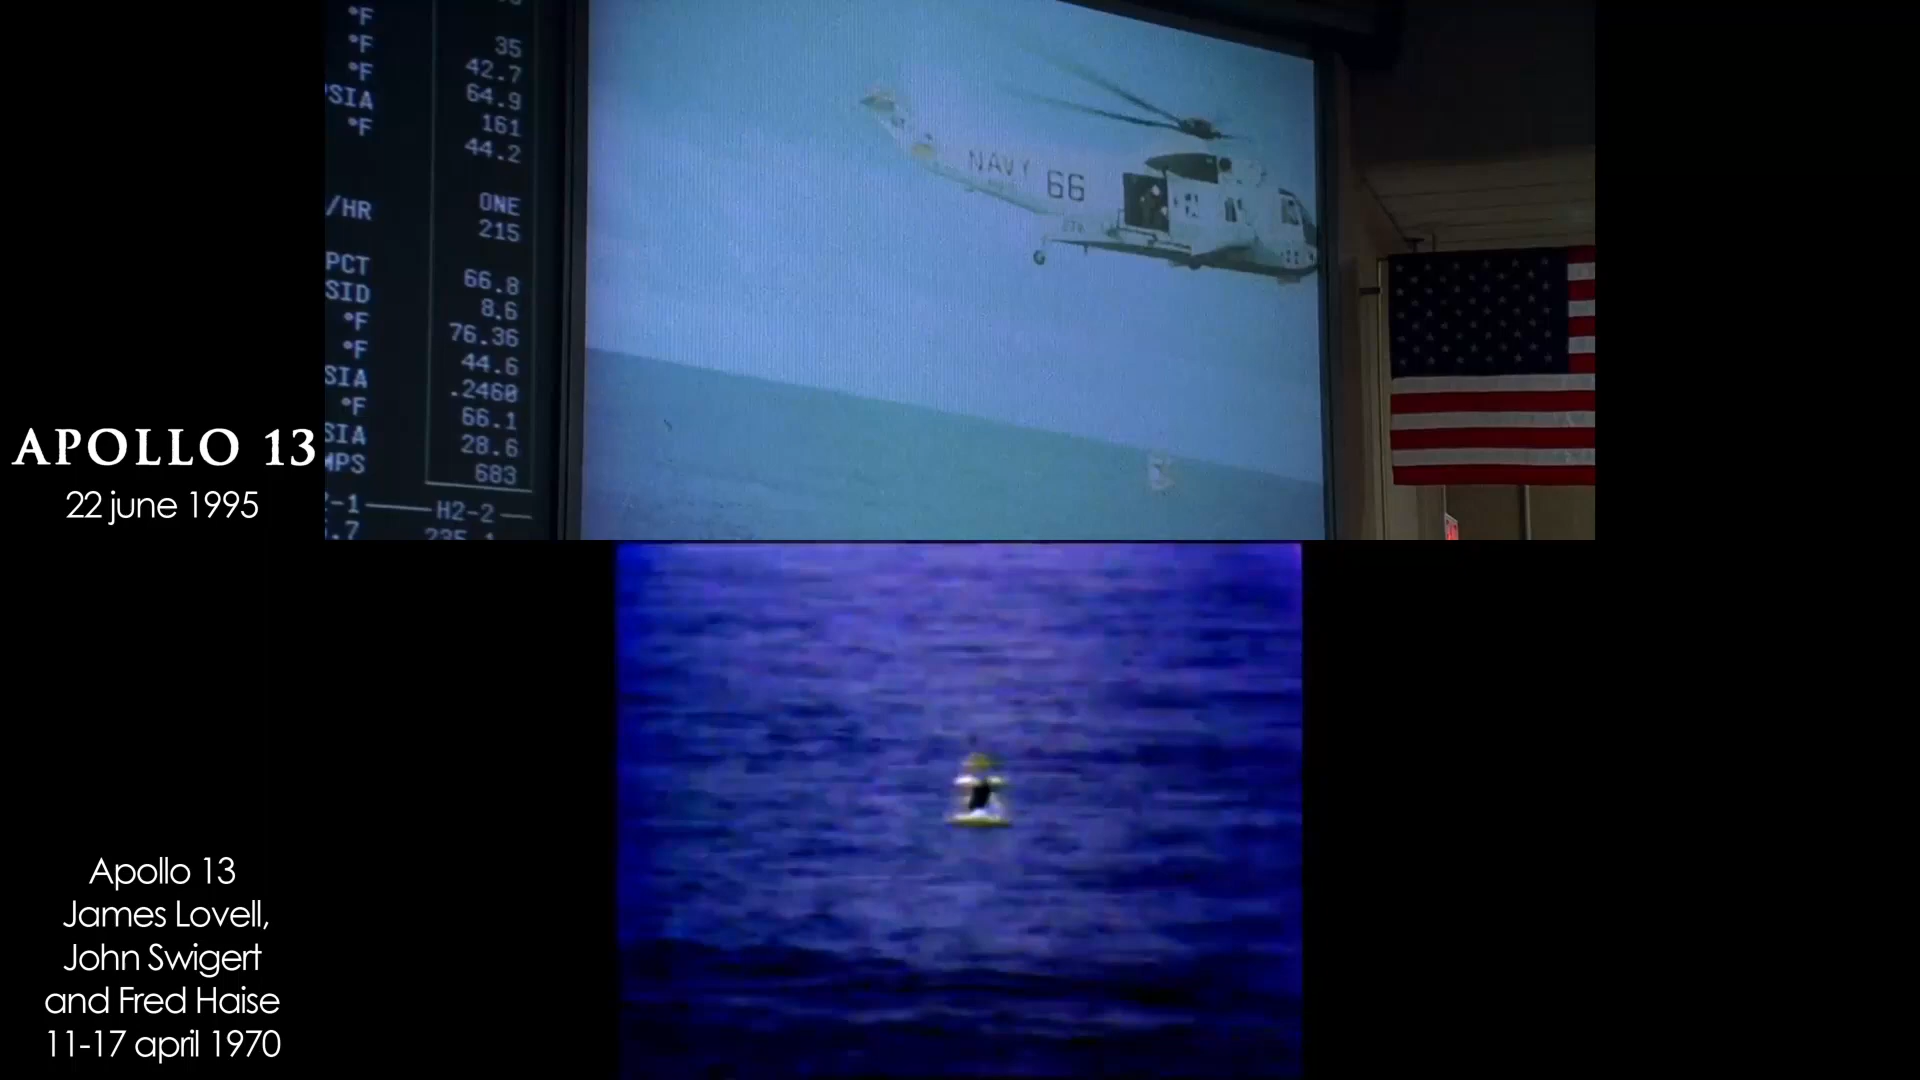 °F
°F 35
°F 42.7
SIA 64.9
°F 161
44.2
/HR ONE
215
PCT 66.8
SID 8.6
°F 76.36
°F 44.6
SIA .2460
°F 66.1
SIA 28.6
MPS 683
-1 H2-2
.7
NAVY 66
APOLLO 13
22 june 1995
Apollo 13
James Lovell,
John Swigert
and Fred Haise
11-17 april 1970